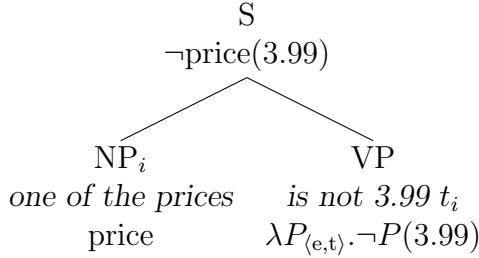 S
¬price(3.99)
NPᵢ VP
one of the prices is not 3.99 tᵢ
price λP⟨e,t⟩.¬P(3.99)